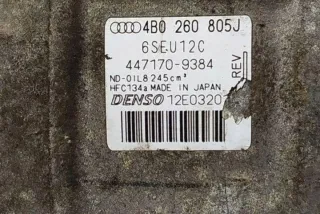 4B0 260 805J
6SEU12C
447170-9384
REV
ND-OIL8 245cm³
HFC134a MADE IN JAPAN
DENSO 12E0320